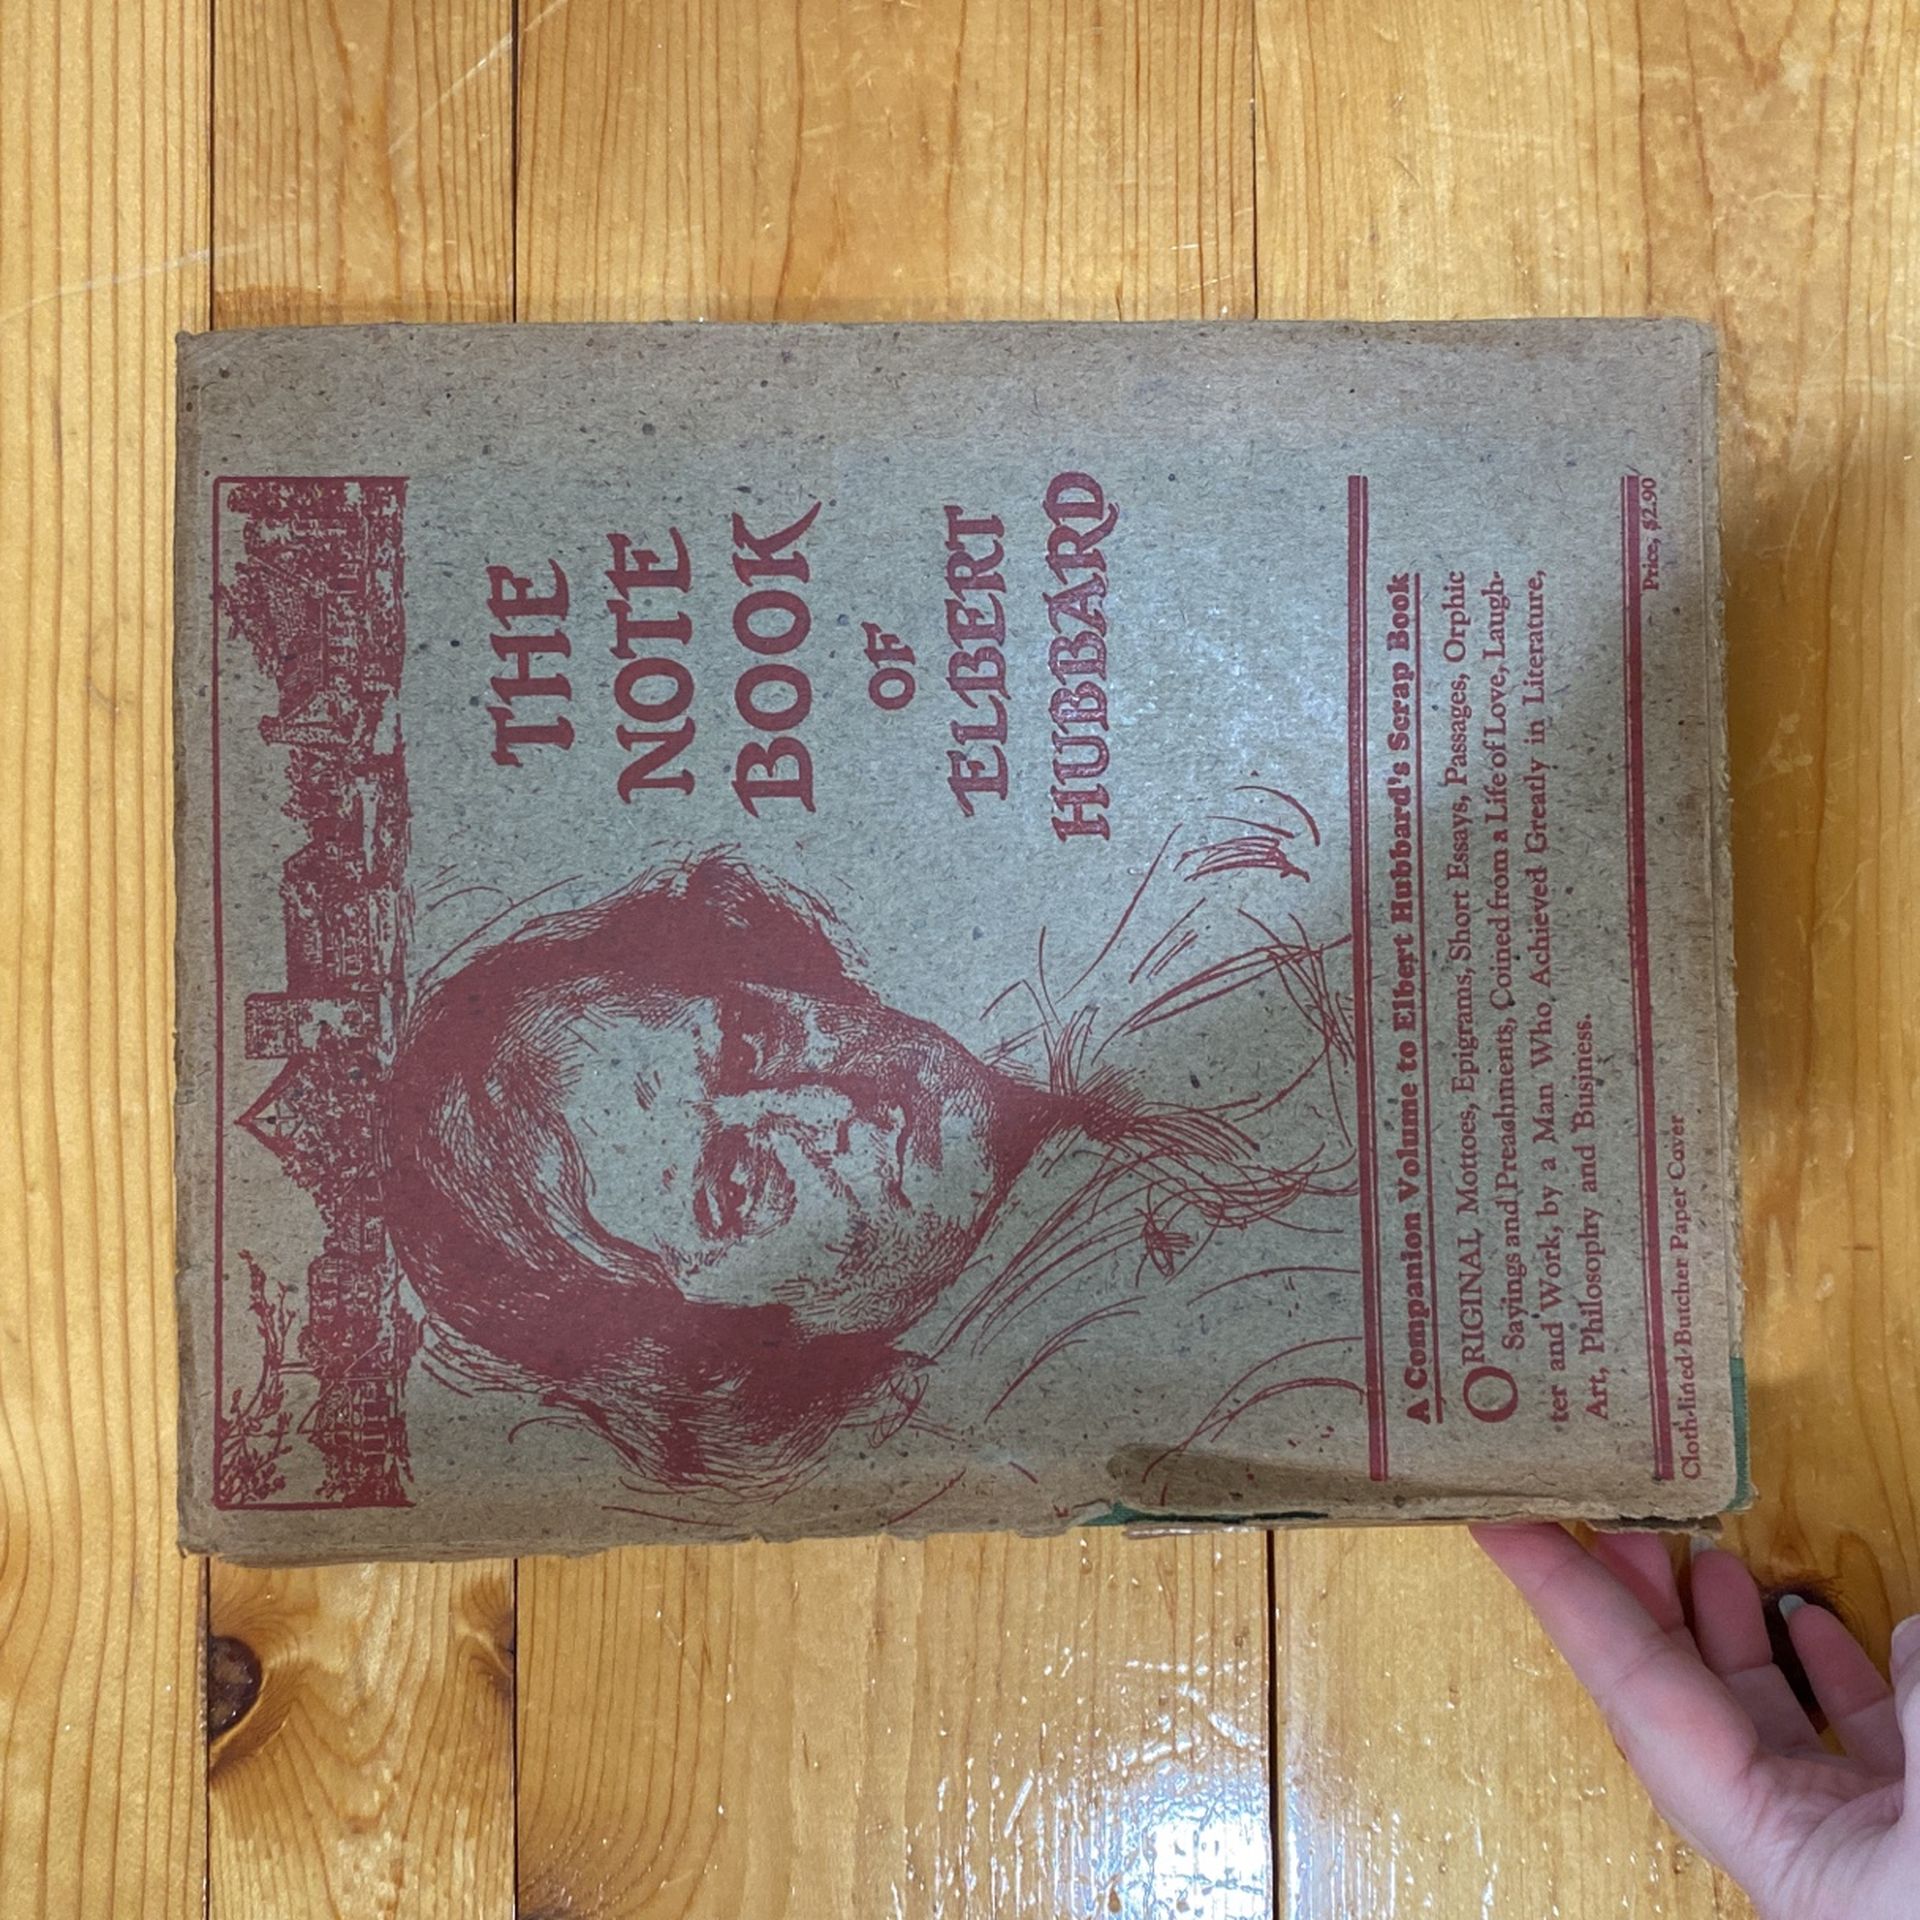 THE
NOTE
BOOK
OF
ELBERT
HUBBARD
A Companion Volume to Elbert Hubbard's Scrap Book
ORIGINAL Mottoes, Epigrams, Short Essays, Passages, Orphic
Sayings and Preachments, Coined from a Life of Love, Laugh-
ter and Work, by a Man Who Achieved Greatly in Literature,
Art, Philosophy and Business.
Cloth-lined Butcher Paper Cover Price, $2.90